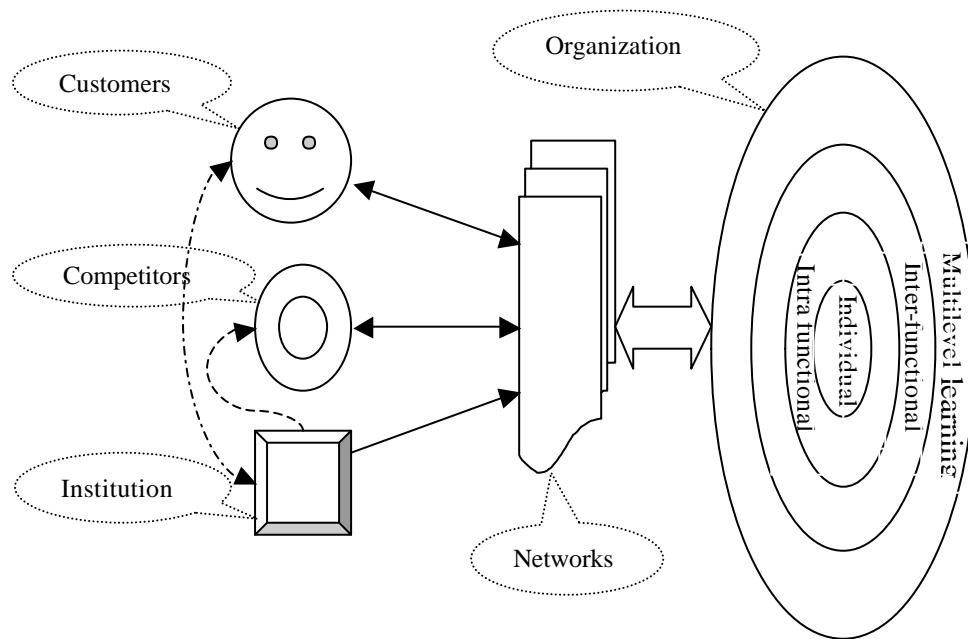 Organization
Customers
Competitors
Institution
Networks
Multilevel learning
Inter-functional
Individual
Intra functional